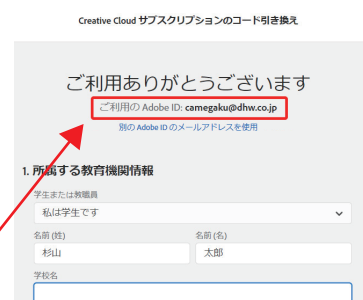 Creative Cloud サブスクリプションのコード引き換え
ご利用ありがとうございます
ご利用の Adobe ID: camegaku@dhw.co.jp
別の Adobe ID のメールアドレスを使用
1. 所属する教育機関情報
学生または教職員
私は学生です
名前 (姓) 名前 (名)
杉山 太郎
学校名